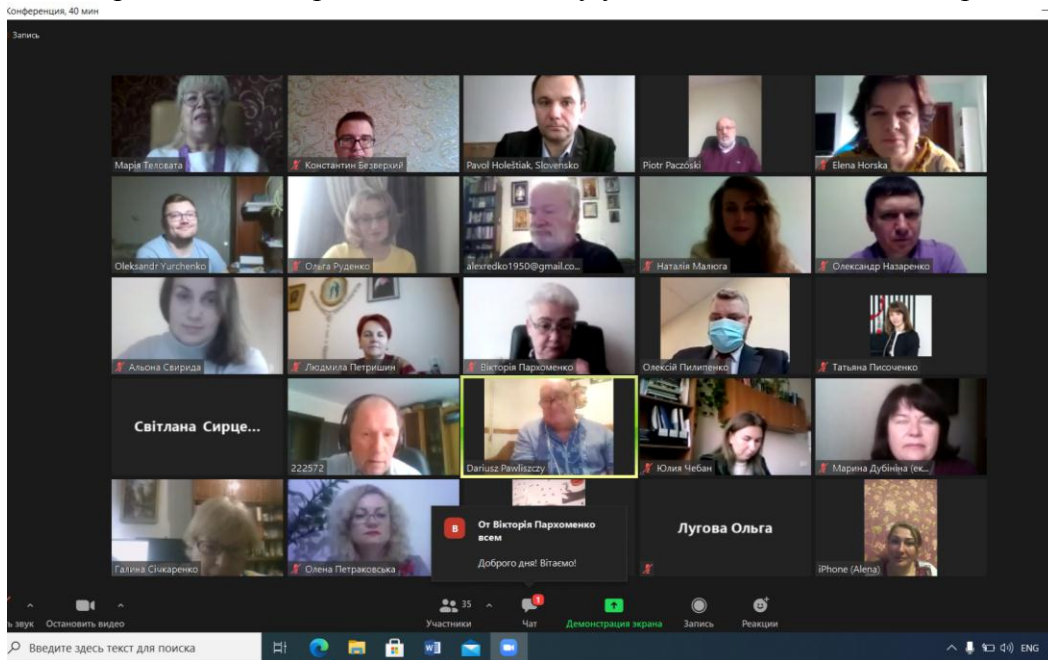 Конференция, 40 мин
Запись
Марія Теловата
Константин Безверхий
Pavol Holeštiak, Slovensko
Piotr Paczóski
Elena Horska
Oleksandr Yurchenko
Ольга Руденко
alexredko1950@gmail.co...
Наталія Малюга
Олександр Назаренко
Альона Свирида
Людмила Петришин
Вікторія Пархоменко
Олексій Пилипенко
Татьяна Писоченко
Світлана Сирце...
222572
Dariusz Pawliszczy
Юлия Чебан
Марина Дубініна (ек...
Галина Січкаренко
Олена Петраковська
В
От Вікторія Пархоменко
всем
Доброго дня! Вітаємо!
Лугова Ольга
iPhone (Alena)
ь звук Остановить видео 35 Участники 1 Чат Демонстрация экрана Запись Реакции
Введите здесь текст для поиска ENG